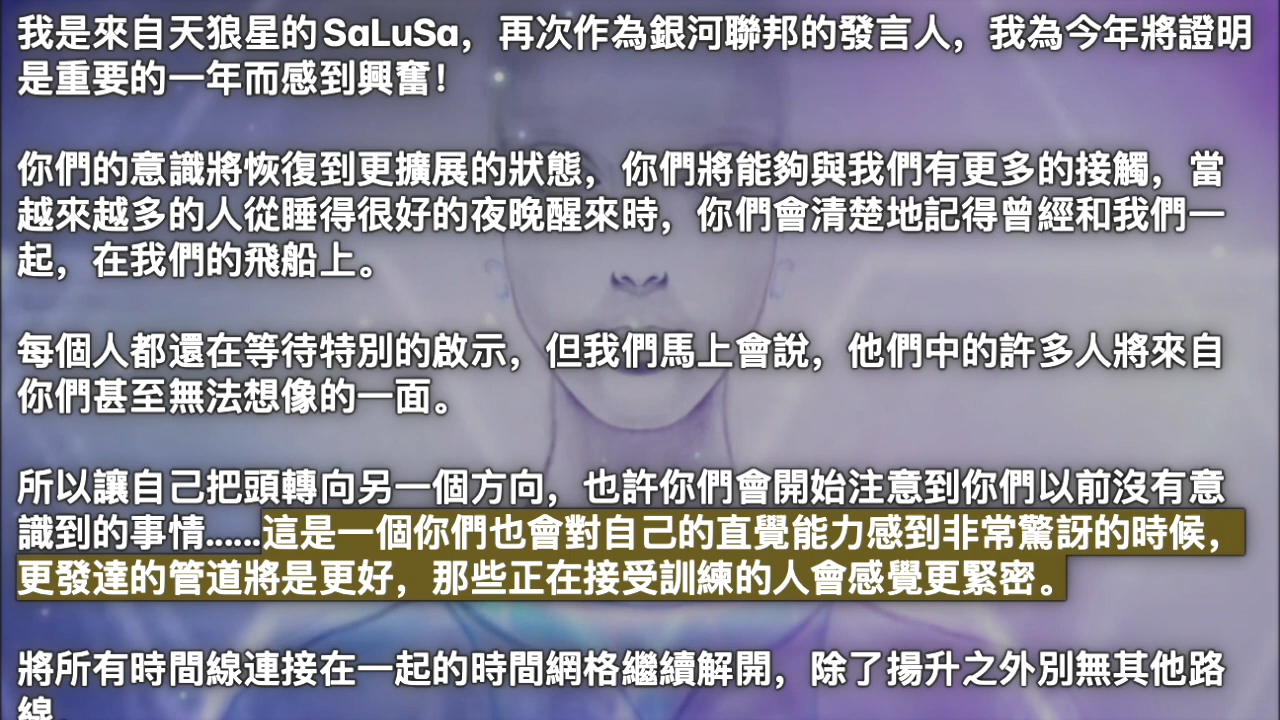 我是來自天狼星的SaLuSa，再次作為銀河聯邦的發言人，我為今年將證明
是重要的一年而感到興奮！
你們的意識將恢復到更擴展的狀態，你們將能夠與我們有更多的接觸，當
越來越多的人從睡得很好的夜晚醒來時，你們會清楚地記得曾經和我們一
起，在我們的飛船上。
每個人都還在等待特別的啟示，但我們馬上會說，他們中的許多人將來自
你們甚至無法想像的一面。
所以讓自己把頭轉向另一個方向，也許你們會開始注意到你們以前沒有意
識到的事情......這是一個你們也會對自己的直覺能力感到非常驚訝的時候，
更發達的管道將是更好，那些正在接受訓練的人會感覺更緊密。
將所有時間線連接在一起的時間網格繼續解開，除了揚升之外別無其他路
線。